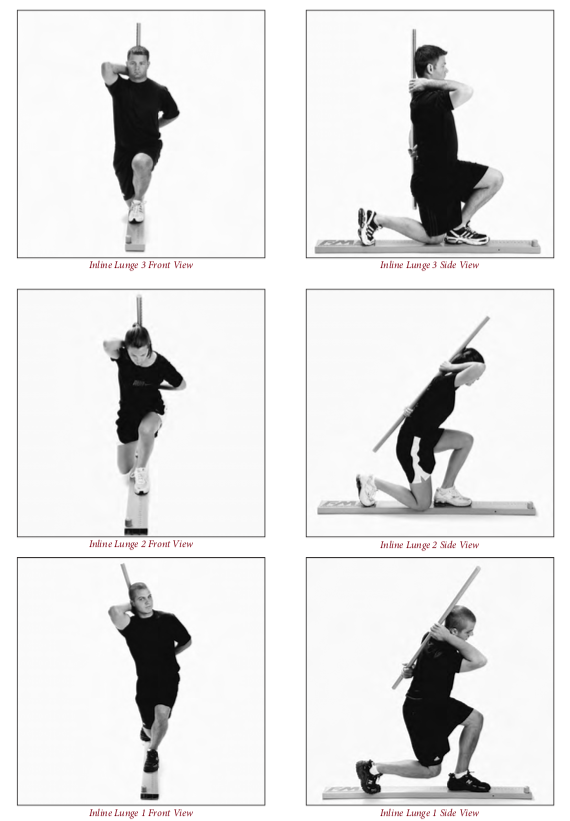 Inline Lunge 3 Front View
Inline Lunge 3 Side View
Inline Lunge 2 Front View
Inline Lunge 2 Side View
Inline Lunge 1 Front View
Inline Lunge 1 Side View